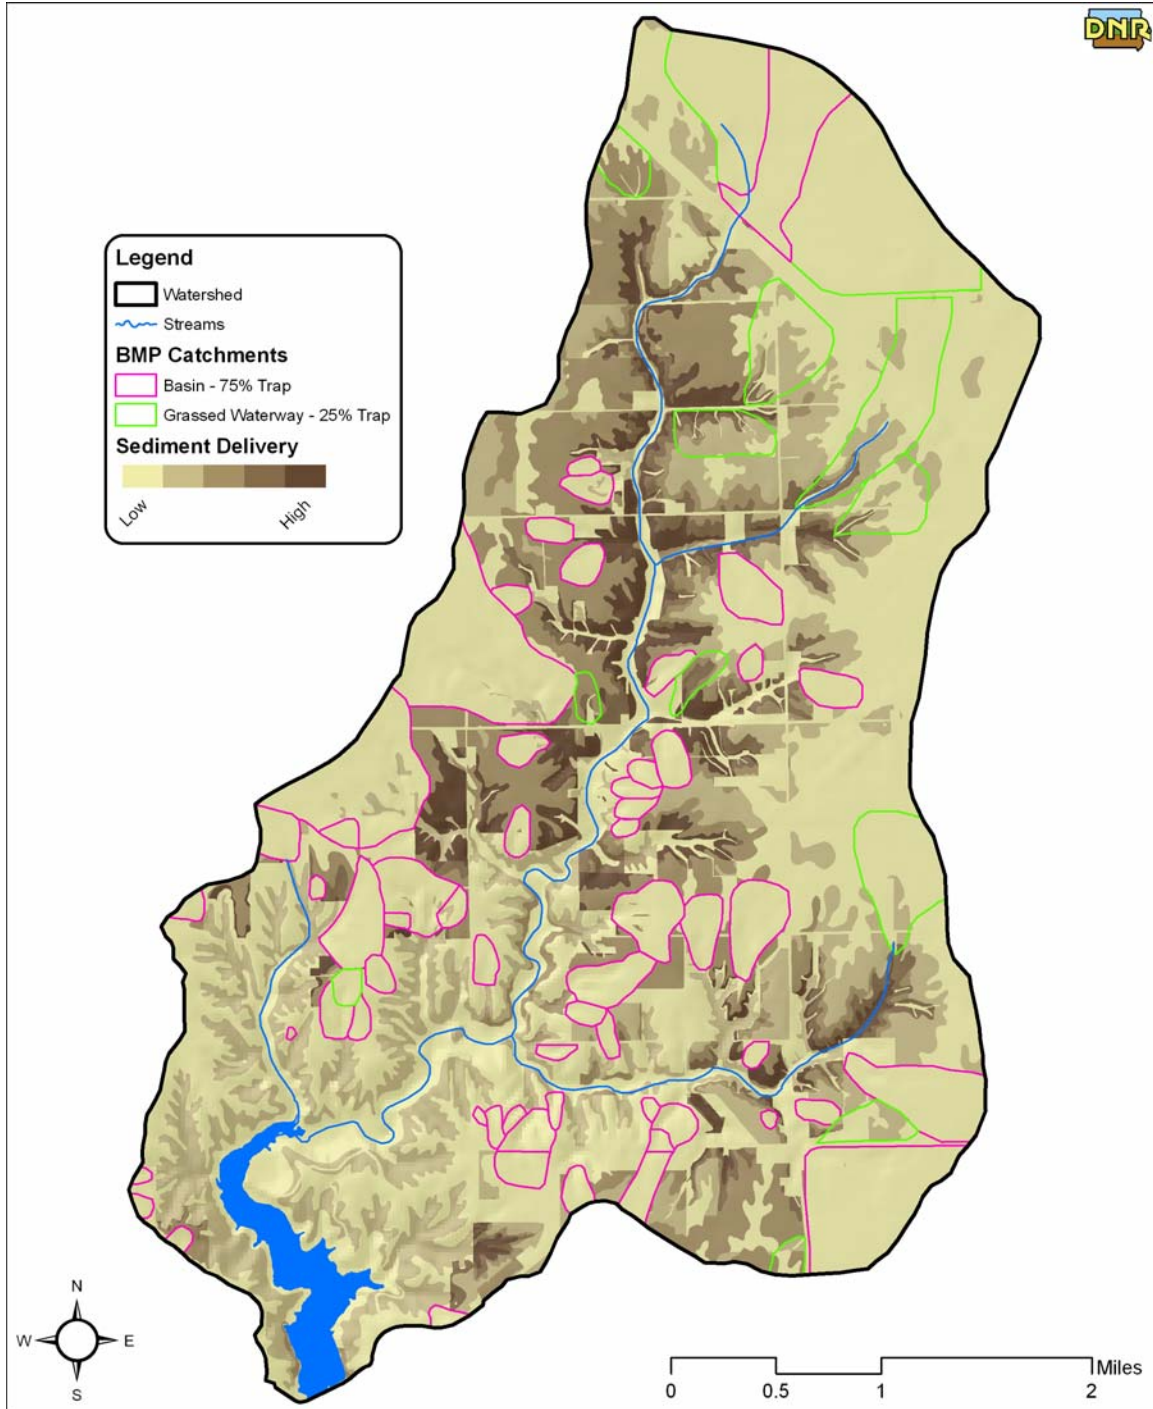 DNR
Legend
Watershed
Streams
BMP Catchments
Basin - 75% Trap
Grassed Waterway - 25% Trap
Sediment Delivery
Low
High
N
W
E
S
Miles
0
0.5
1
2